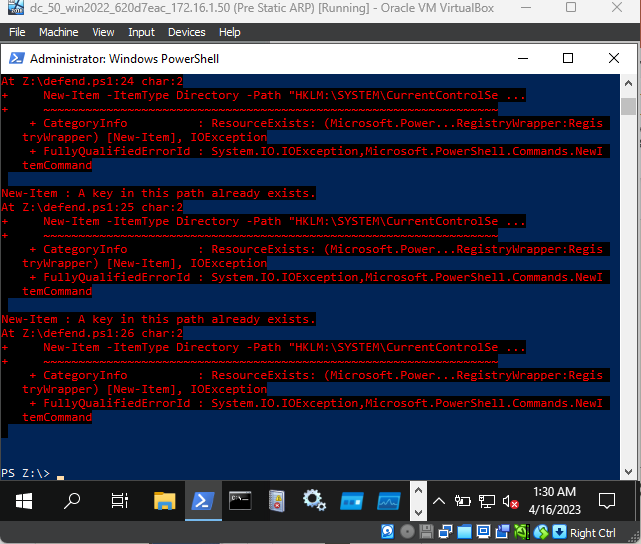 dc_50_win2022_620d7eac_172.16.1.50 (Pre Static ARP) [Running] - Oracle VM VirtualBox
File Machine View Input Devices Help
Administrator: Windows PowerShell
At Z:\defend.ps1:24 char:2
+     New-Item -ItemType Directory -Path "HKLM:\SYSTEM\CurrentControlSe ...
+     ~~~~~~~~~~~~~~~~~~~~~~~~~~~~~~~~~~~~~~~~~~~~~~~~~~~~~~~~~~~~~~~~~
    + CategoryInfo          : ResourceExists: (Microsoft.Power...RegistryWrapper:Regis
   tryWrapper) [New-Item], IOException
    + FullyQualifiedErrorId : System.IO.IOException,Microsoft.PowerShell.Commands.NewI
   temCommand
New-Item : A key in this path already exists.
At Z:\defend.ps1:25 char:2
+     New-Item -ItemType Directory -Path "HKLM:\SYSTEM\CurrentControlSe ...
+     ~~~~~~~~~~~~~~~~~~~~~~~~~~~~~~~~~~~~~~~~~~~~~~~~~~~~~~~~~~~~~~~~~
    + CategoryInfo          : ResourceExists: (Microsoft.Power...RegistryWrapper:Regis
   tryWrapper) [New-Item], IOException
    + FullyQualifiedErrorId : System.IO.IOException,Microsoft.PowerShell.Commands.NewI
   temCommand
New-Item : A key in this path already exists.
At Z:\defend.ps1:26 char:2
+     New-Item -ItemType Directory -Path "HKLM:\SYSTEM\CurrentControlSe ...
+     ~~~~~~~~~~~~~~~~~~~~~~~~~~~~~~~~~~~~~~~~~~~~~~~~~~~~~~~~~~~~~~~~~
    + CategoryInfo          : ResourceExists: (Microsoft.Power...RegistryWrapper:Regis
   tryWrapper) [New-Item], IOException
    + FullyQualifiedErrorId : System.IO.IOException,Microsoft.PowerShell.Commands.NewI
   temCommand
PS Z:\> _
1:30 AM
4/16/2023
Right Ctrl